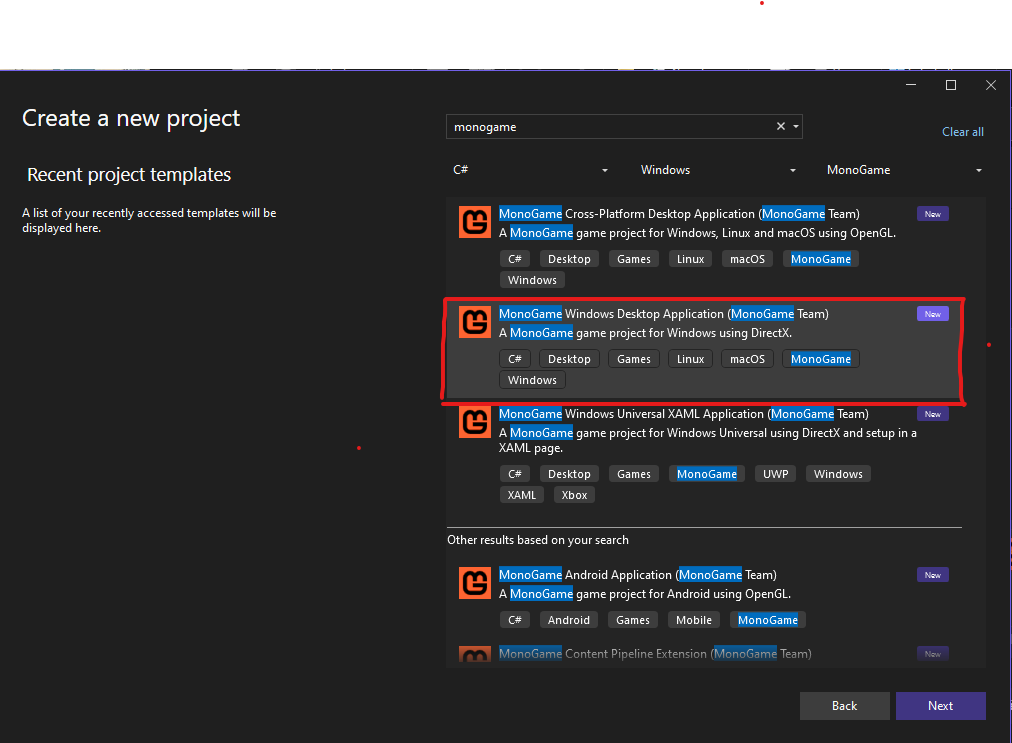 Create a new project
Recent project templates
A list of your recently accessed templates will be
displayed here.
monogame
Clear all
C#
Windows
MonoGame
MonoGame Cross-Platform Desktop Application (MonoGame Team)
New
A MonoGame game project for Windows, Linux and macOS using OpenGL.
C# Desktop Games Linux macOS MonoGame
Windows
MonoGame Windows Desktop Application (MonoGame Team)
New
A MonoGame game project for Windows using DirectX.
C# Desktop Games Linux macOS MonoGame
Windows
MonoGame Windows Universal XAML Application (MonoGame Team)
New
A MonoGame game project for Windows Universal using DirectX and setup in a
XAML page.
C# Desktop Games MonoGame UWP Windows
XAML Xbox
Other results based on your search
MonoGame Android Application (MonoGame Team)
New
A MonoGame game project for Android using OpenGL.
C# Android Games Mobile MonoGame
MonoGame Content Pipeline Extension (MonoGame Team)
New
Back
Next